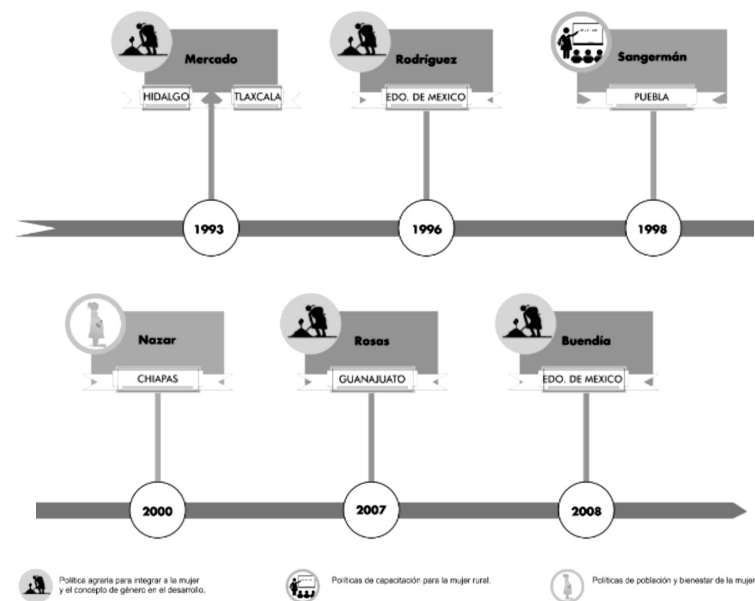 Mercado
Rodríguez
Sangermán
HIDALGO
TLAXCALA
EDO. DE MEXICO
PUEBLA
1993
1996
1998
Nazar
Rosas
Buendía
CHIAPAS
GUANAJUATO
EDO. DE MEXICO
2000
2007
2008
Política agraria para integrar a la mujer
y el concepto de género en el desarrollo.
Políticas de capacitación para la mujer rural.
Políticas de población y bienestar de la mujer